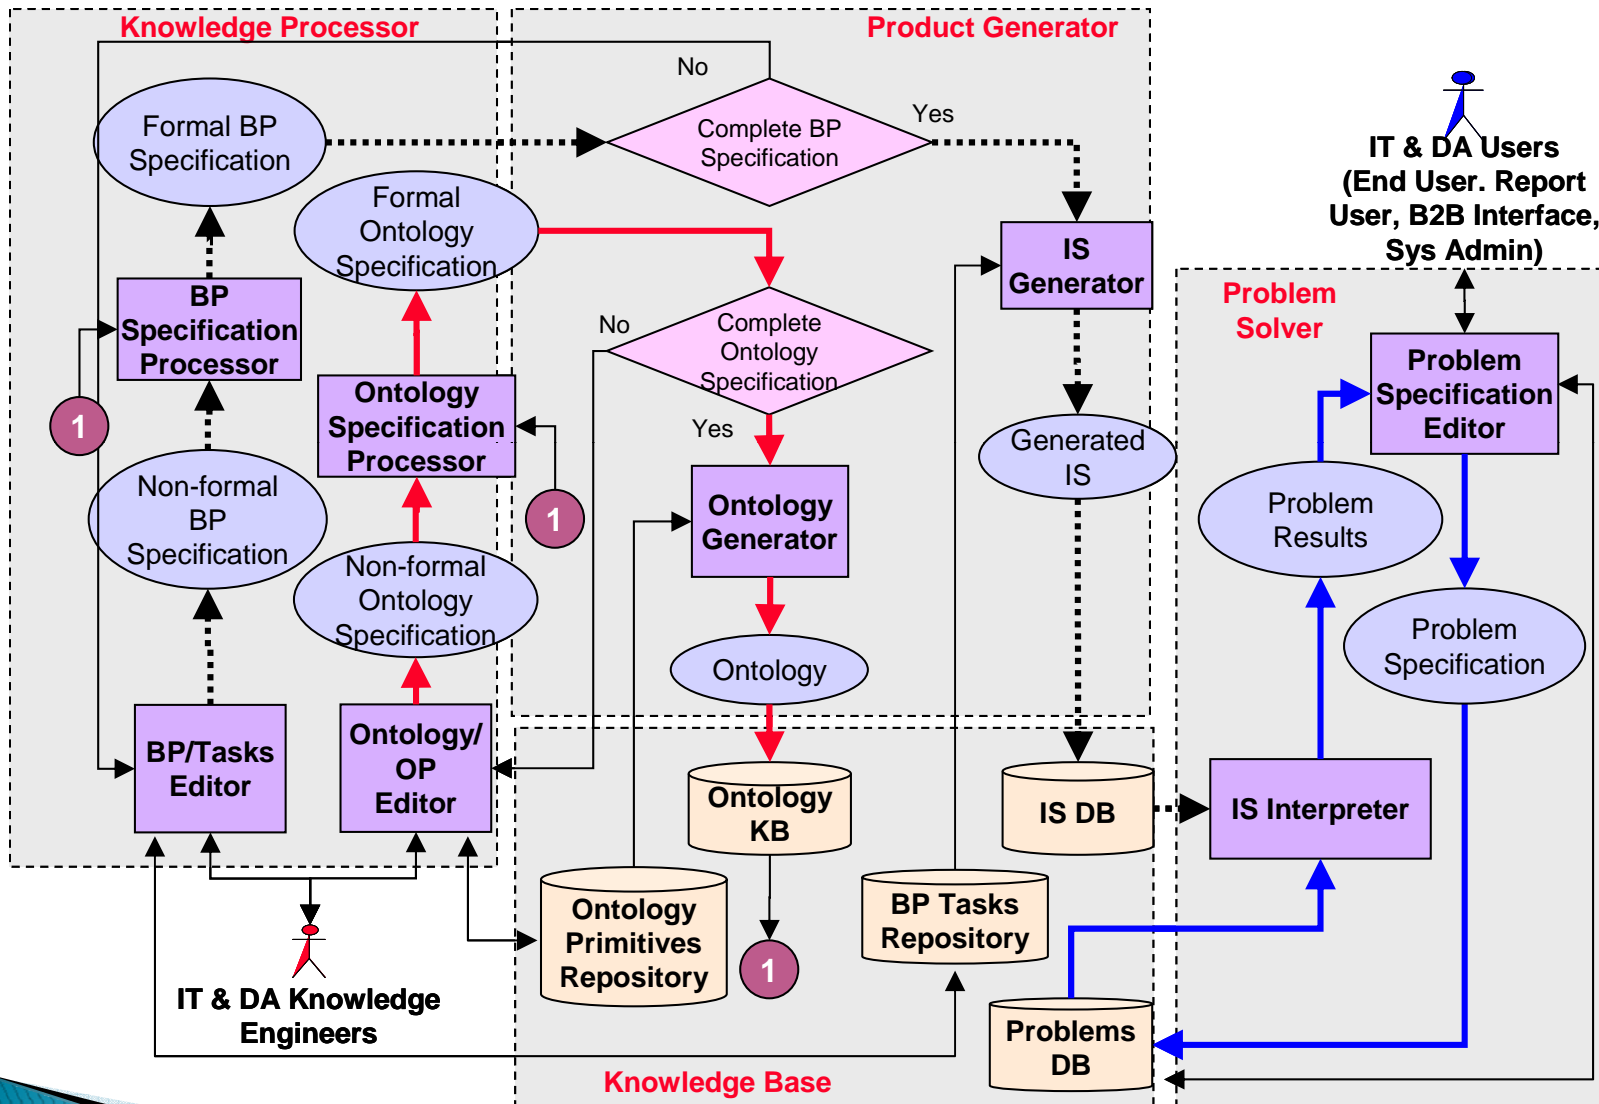 Knowledge Processor
Product Generator
No
Yes
Formal BP
Specification
Complete BP
Specification
IT & DA Users
(End User. Report
User, B2B Interface,
Sys Admin)
Formal
Ontology
Specification
IS
Generator
Problem
Solver
BP
Specification
Processor
No
Complete
Ontology
Specification
Problem
Specification
Editor
1
Ontology
Specification
Processor
Yes
Generated
IS
Non-formal
BP
Specification
1
Ontology
Generator
Problem
Results
Non-formal
Ontology
Specification
Ontology
Problem
Specification
BP/Tasks
Editor
Ontology/
OP
Editor
Ontology
KB
IS DB
IS Interpreter
Ontology
Primitives
Repository
BP Tasks
Repository
1
IT & DA Knowledge
Engineers
Problems
DB
Knowledge Base